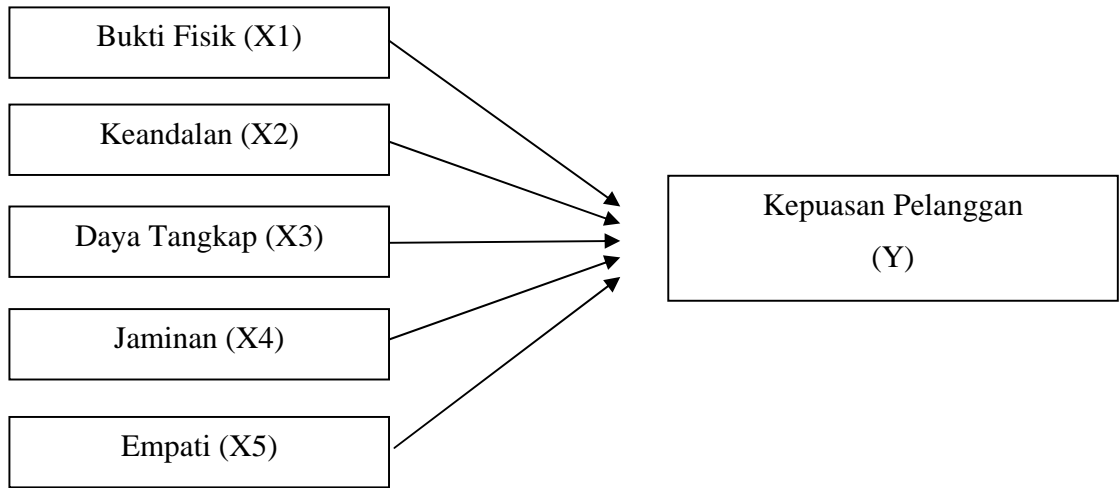 Bukti Fisik (X1)
Keandalan (X2)
Daya Tangkap (X3)
Jaminan (X4)
Empati (X5)
Kepuasan Pelanggan
(Y)